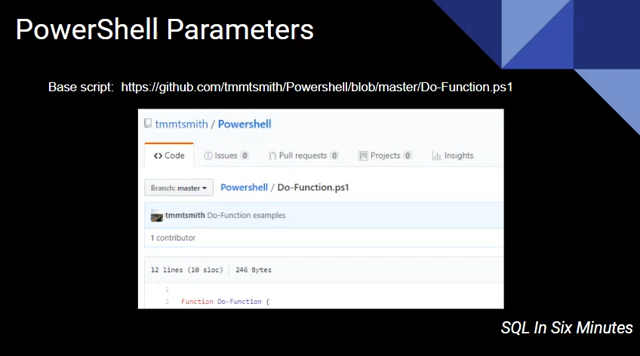 PowerShell Parameters
Base script: https://github.com/tmmtsmith/Powershell/blob/master/Do-Function.ps1
tmmtsmith / Powershell
<> Code Issues 0 Pull requests 0 Projects 0 Insights
Branch: master Powershell / Do-Function.ps1
tmmtsmith Do-Function examples
1 contributor
12 lines (10 sloc) 246 Bytes
1
2 Function Do-Function {
SQL In Six Minutes